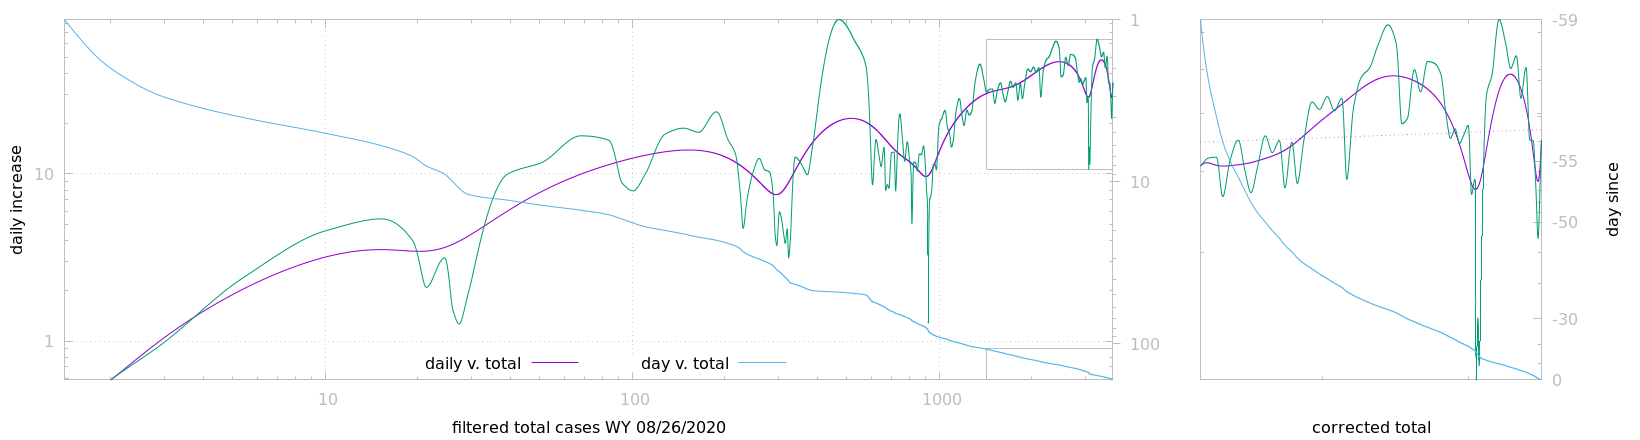 daily increase
10
1
daily v. total
day v. total
1
10
100
10
100
1000
filtered total cases WY 08/26/2020
-59
-55
-50
-30
0
day since
corrected total